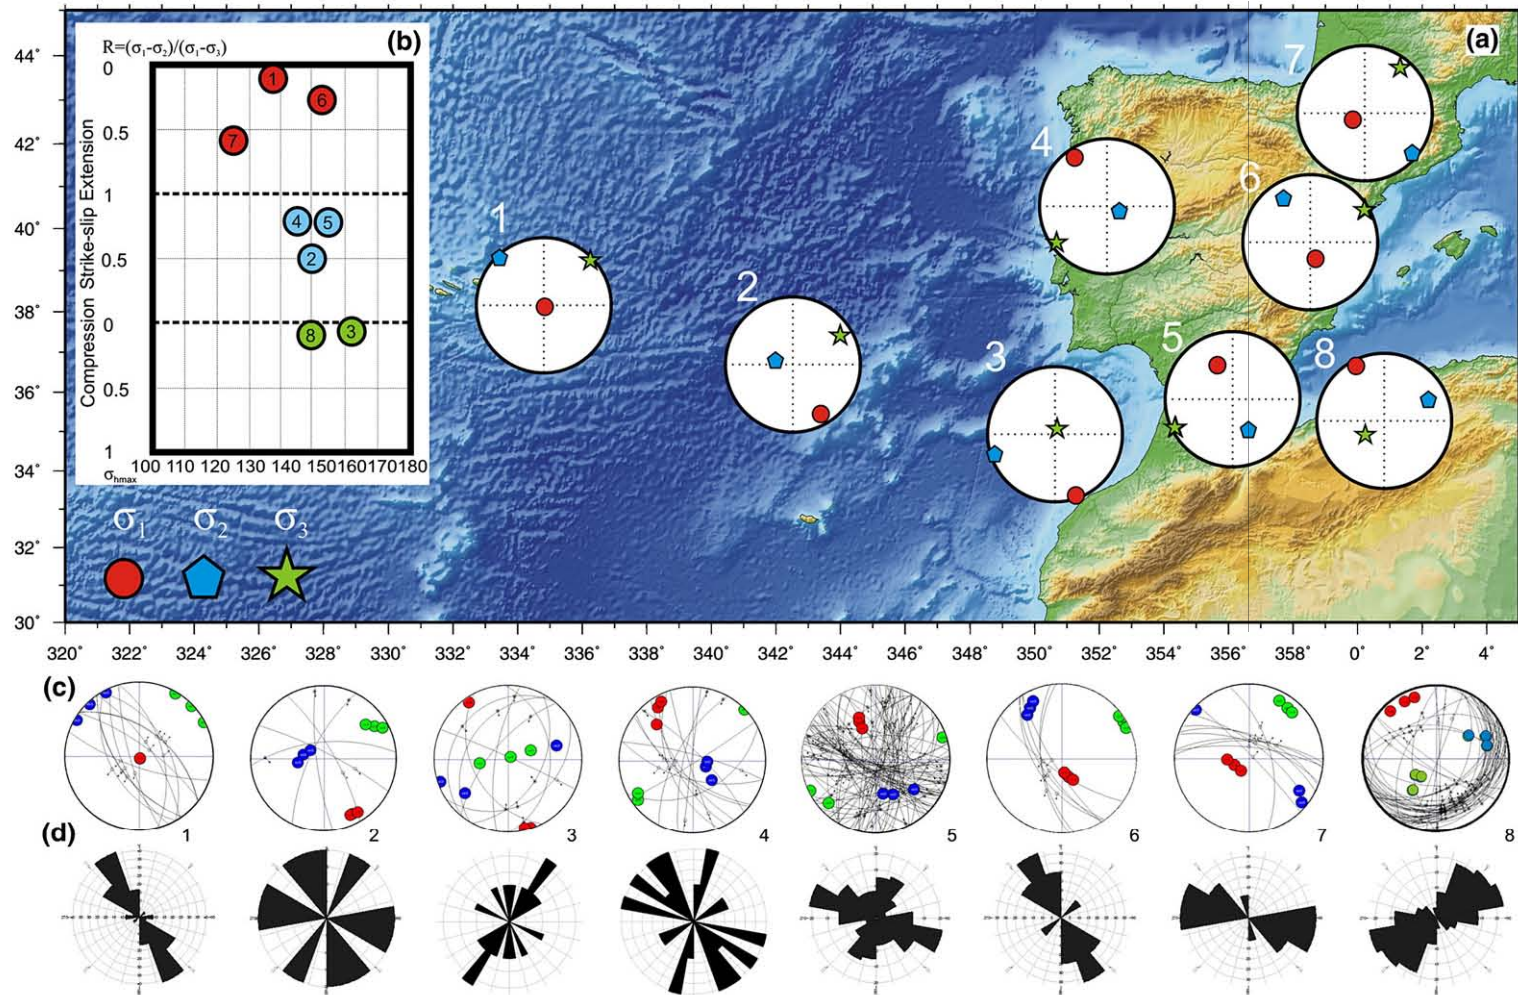 R=(σ₁-σ₂)/(σ₁-σ₃)
(b)
0
0.5
1
0.5
0
0.5
1
Compression Strike-slip Extension
1
6
7
4
5
2
8
3
100 110 120 130 140 150 160 170 180
σhmax
(a)
44°
42°
40°
38°
36°
34°
32°
30°
1
2
3
4
5
6
7
8
σ₁ σ₂ σ₃
320° 322° 324° 326° 328° 330° 334° 336° 340° 342° 344° 346° 348° 350° 352° 354° 356° 358° 0° 2° 4°
(c)
1 2 3 4 5 6 7 8
(d)